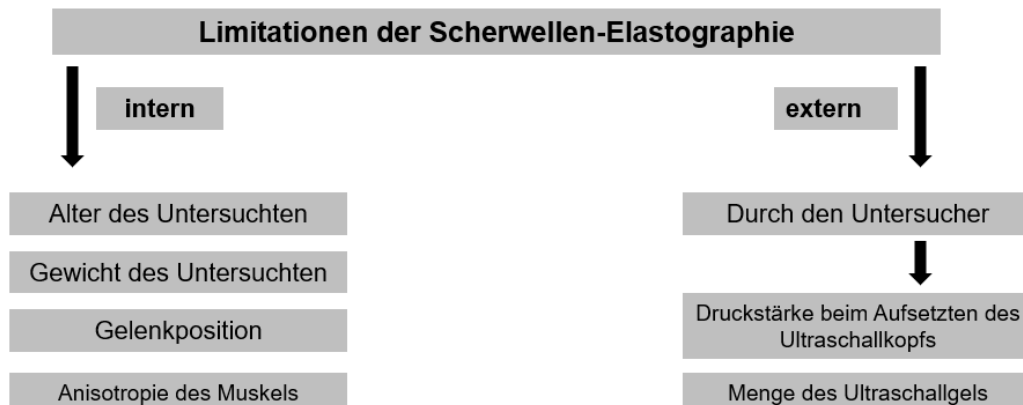 Limitationen der Scherwellen-Elastographie
intern
extern
Alter des Untersuchten
Gewicht des Untersuchten
Gelenkposition
Anisotropie des Muskels
Durch den Untersucher
Druckstärke beim Aufsetzten des
Ultraschallkopfs
Menge des Ultraschallgels